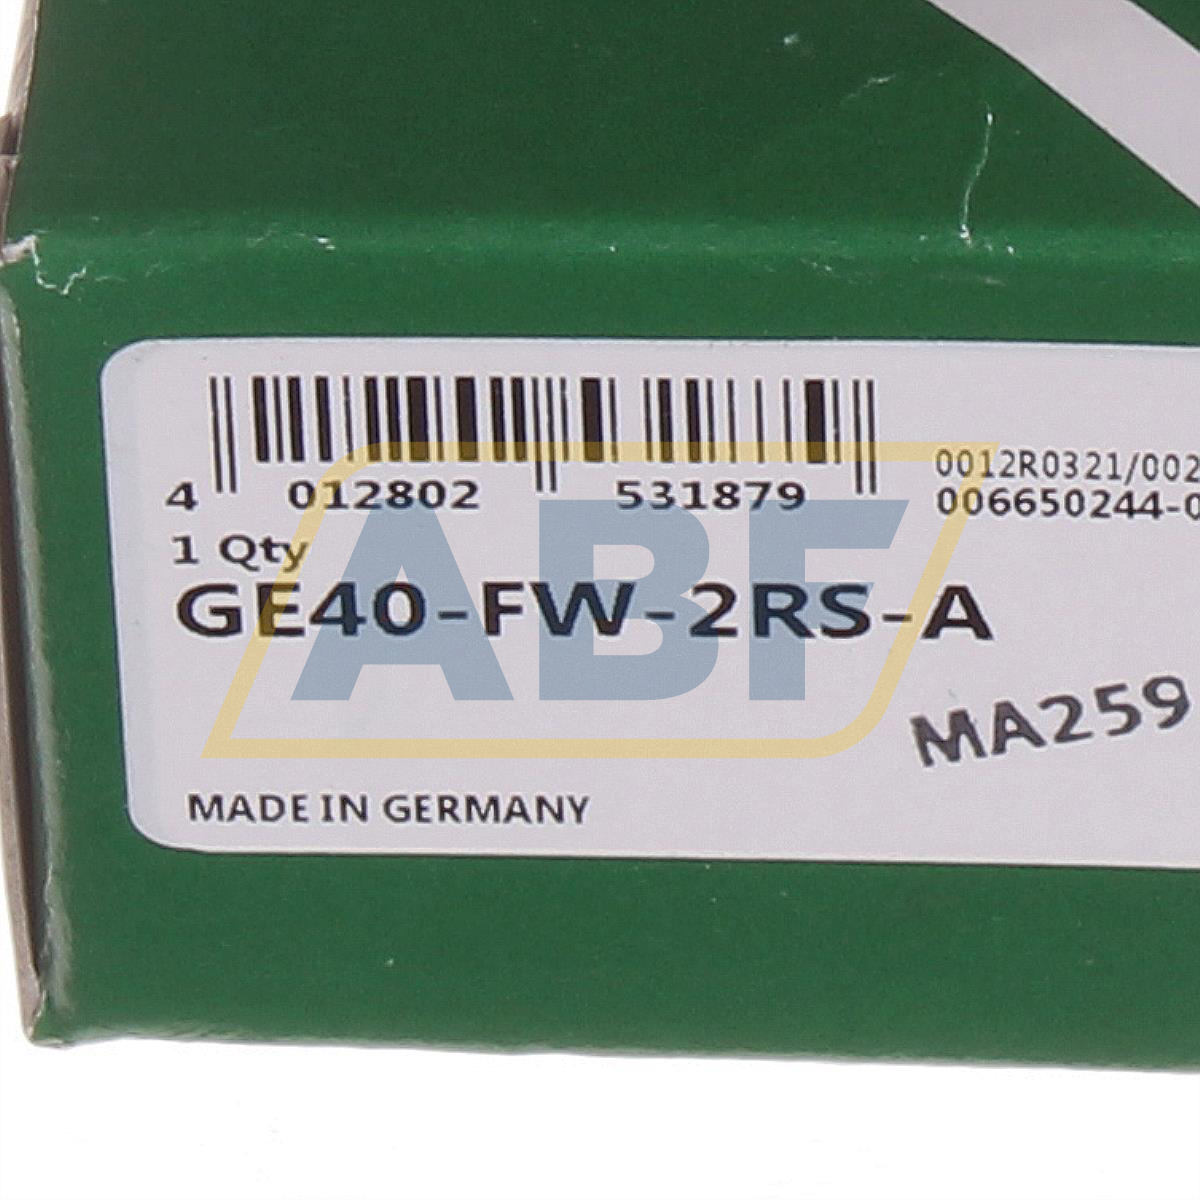 4 012802 531879
0012R0321/002
006650244-0
1 Qty
GE40-FW-2RS-A
ABF
MA259
MADE IN GERMANY